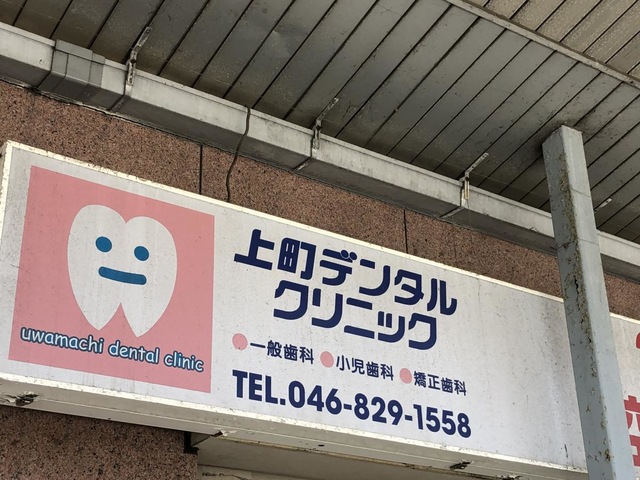 uwamachi dental clinic
上町デンタル
クリニック
●一般歯科 ●小児歯科 ●矯正歯科
TEL.046-829-1558